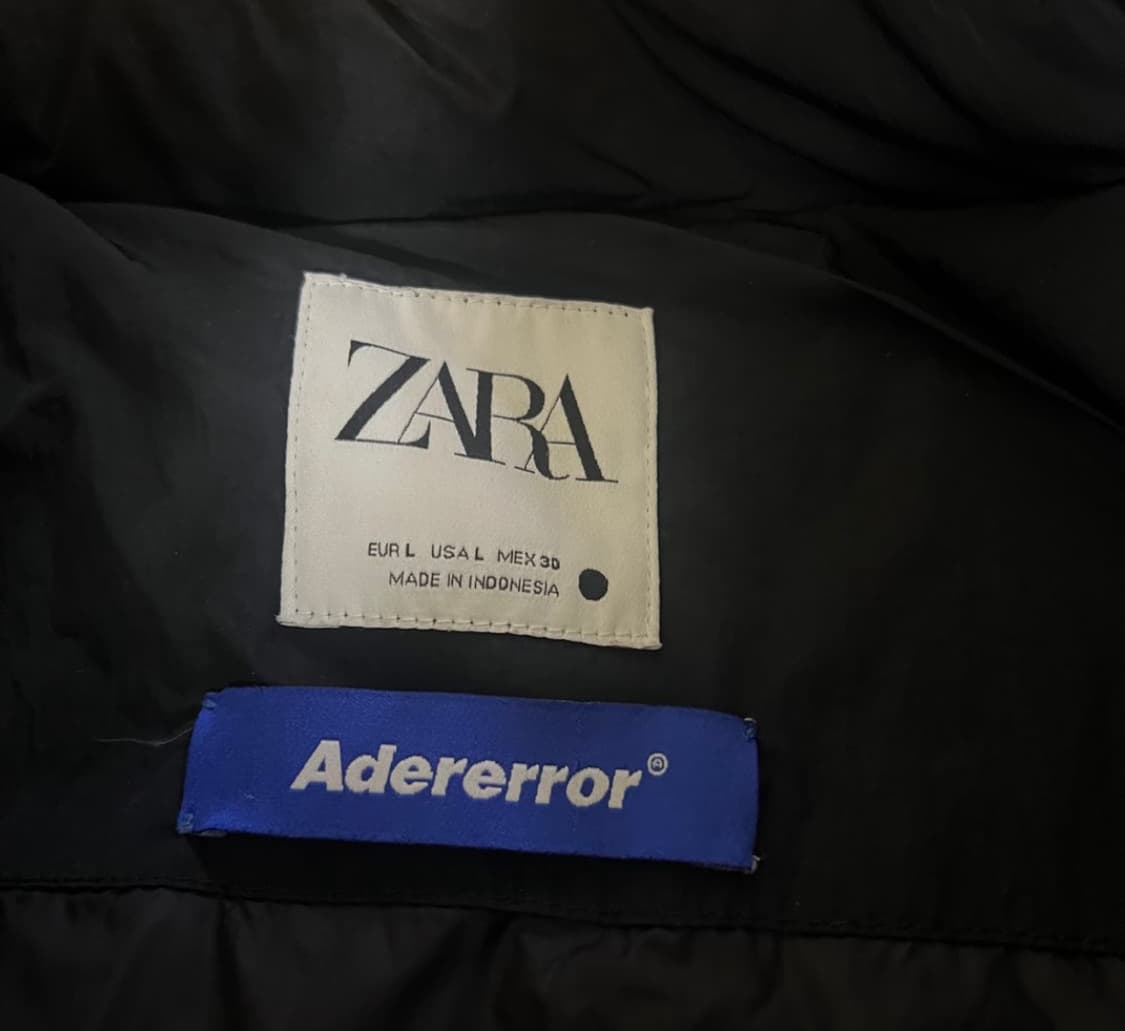 ZARA
EUR L USA L MEX 30
MADE IN INDONESIA
Adererror®